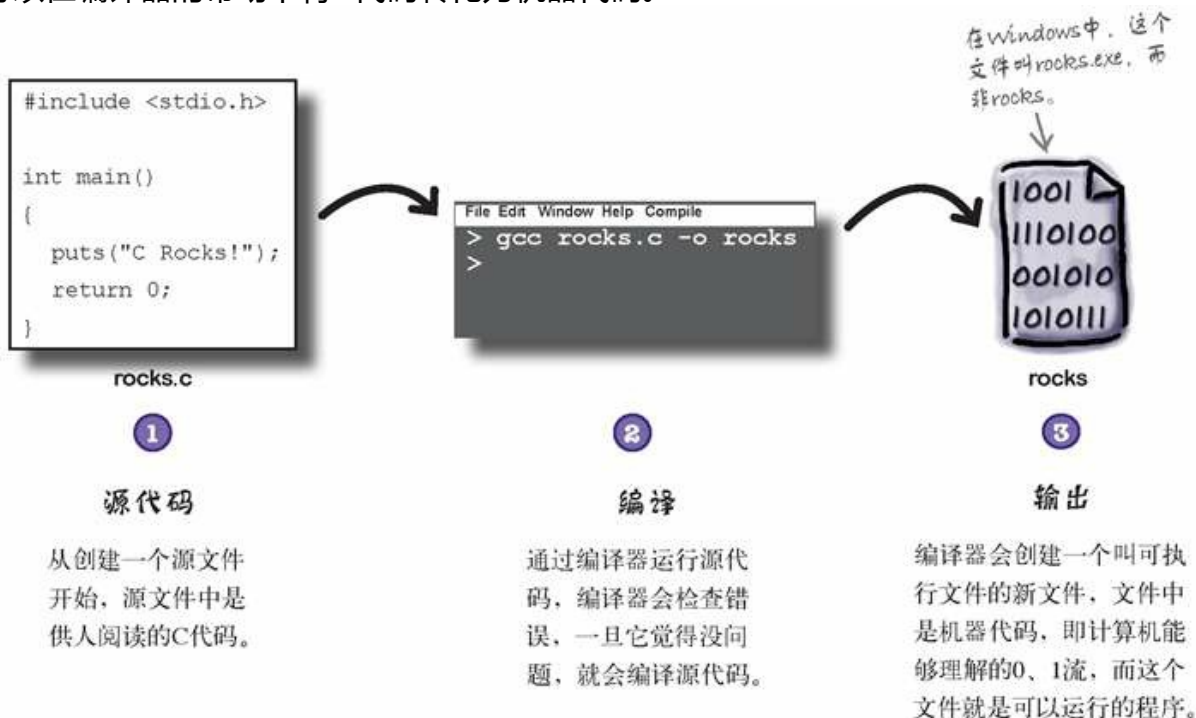 在Windows中，这个
文件叫rocks.exe，而
非rocks。
#include <stdio.h>
int main()
{
puts("C Rocks!");
return 0;
}
rocks.c
File Edit Window Help Compile
> gcc rocks.c -o rocks
>
1001
1110100
001010
1010111
rocks
1
2
3
源代码
编译
输出
从创建一个源文件
开始，源文件中是
供人阅读的C代码。
通过编译器运行源代
码，编译器会检查错
误，一旦它觉得没问
题，就会编译源代码。
编译器会创建一个叫可执
行文件的新文件，文件中
是机器代码，即计算机能
够理解的0、1流，而这个
文件就是可以运行的程序。